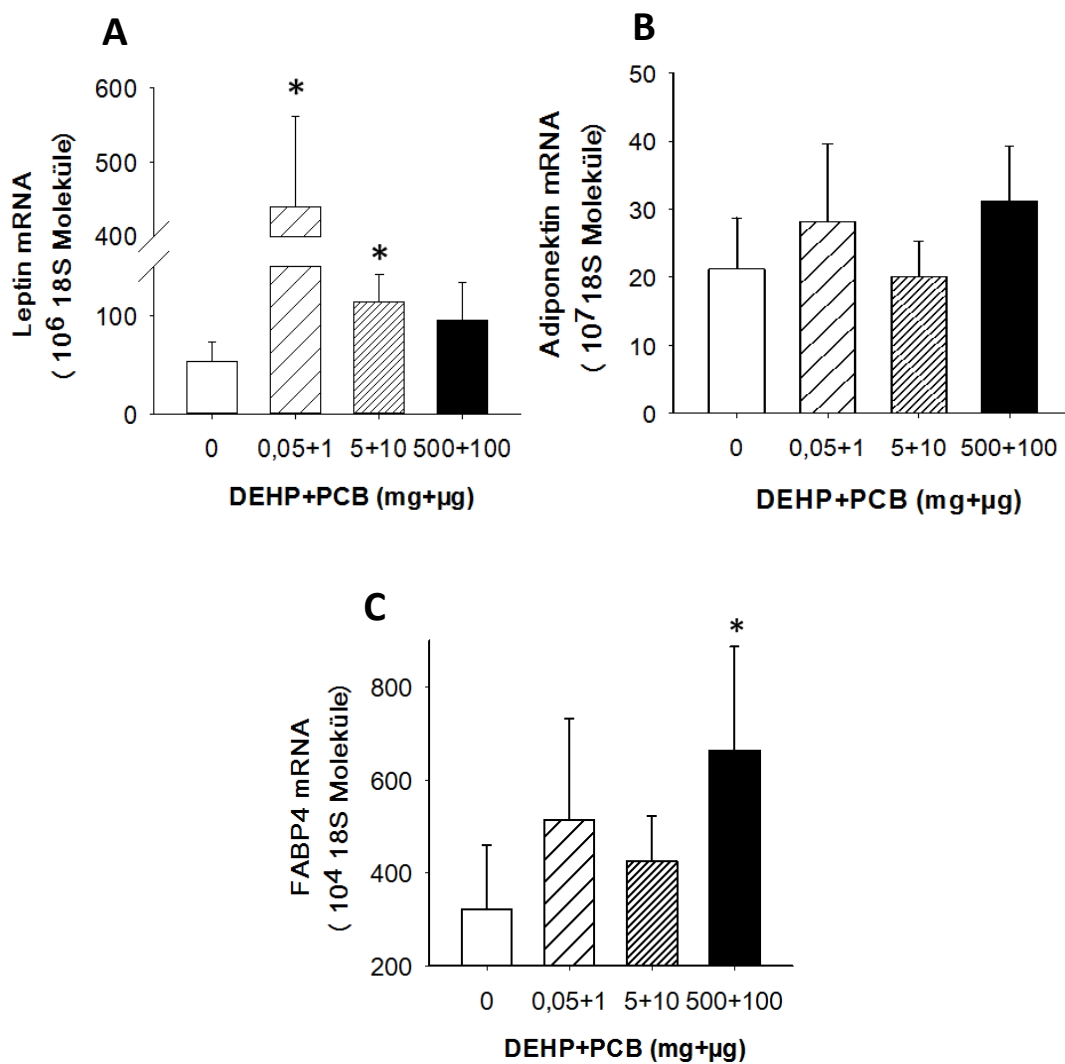 A
*
*
600
500
400
100
0
Leptin mRNA
( 10⁶ 18S Moleküle)
0 0,05+1 5+10 500+100
DEHP+PCB (mg+µg)
B
50
40
30
20
10
0
Adiponektin mRNA
( 10⁷ 18S Moleküle)
0 0,05+1 5+10 500+100
DEHP+PCB (mg+µg)
C
*
800
600
400
200
FABP4 mRNA
( 10⁴ 18S Moleküle)
0 0,05+1 5+10 500+100
DEHP+PCB (mg+µg)